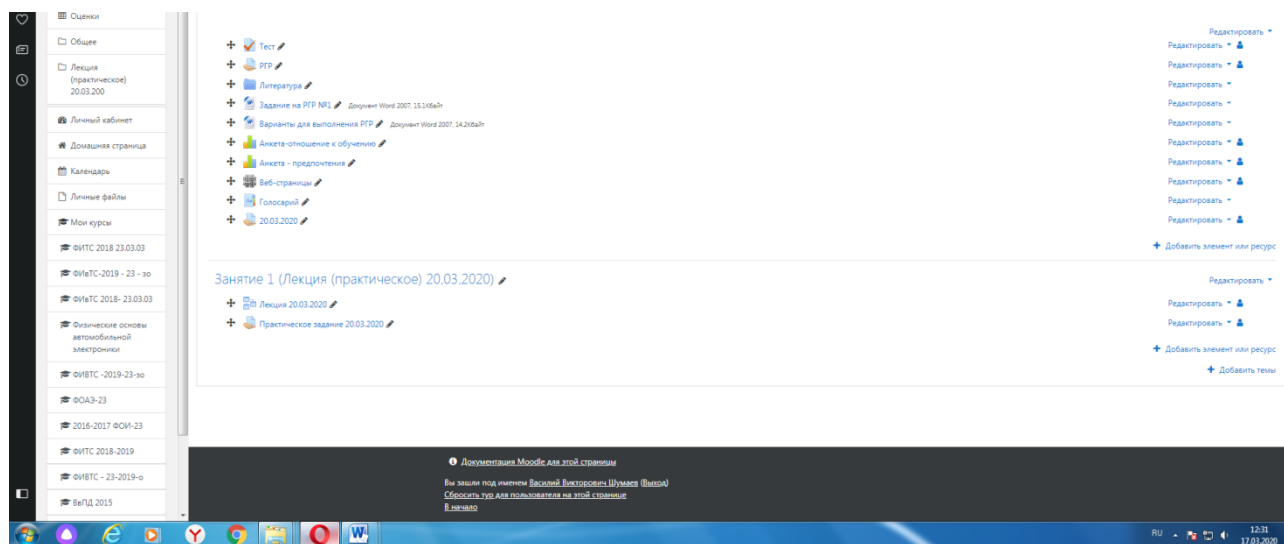 Оценки
Общее
Лекция
(практическое)
20.03.200
Личный кабинет
Домашняя страница
Календарь
Личные файлы
Мои курсы
ФИТС 2018 23.03.03
ФИвТС-2019 - 23 - зо
ФИвТС 2018- 23.03.03
Физические основы
автомобильной
электроники
ФИВТС -2019-23-зо
ФОАЭ-23
2016-2017 ФОИ-23
ФИТС 2018-2019
ФИВТС - 23-2019-о
ВвПД 2015
Редактировать
Тест Редактировать
РГР Редактировать
Литература Редактировать
Задание на РГР №1 Документ Word 2007, 15.1Кбайт Редактировать
Варианты для выполнения РГР Документ Word 2007, 14.2Кбайт Редактировать
Анкета-отношение к обучению Редактировать
Анкета - предпочтения Редактировать
Веб-страницы Редактировать
Голосарий Редактировать
20.03.2020 Редактировать
Добавить элемент или ресурс
Занятие 1 (Лекция (практическое) 20.03.2020) Редактировать
Лекция 20.03.2020 Редактировать
Практическое задание 20.03.2020 Редактировать
Добавить элемент или ресурс
Добавить темы
Документация Moodle для этой страницы
Вы зашли под именем Василий Викторович Шумаев (Выход)
Сбросить тур для пользователя на этой странице
В начало
RU 12:31
17.03.2020